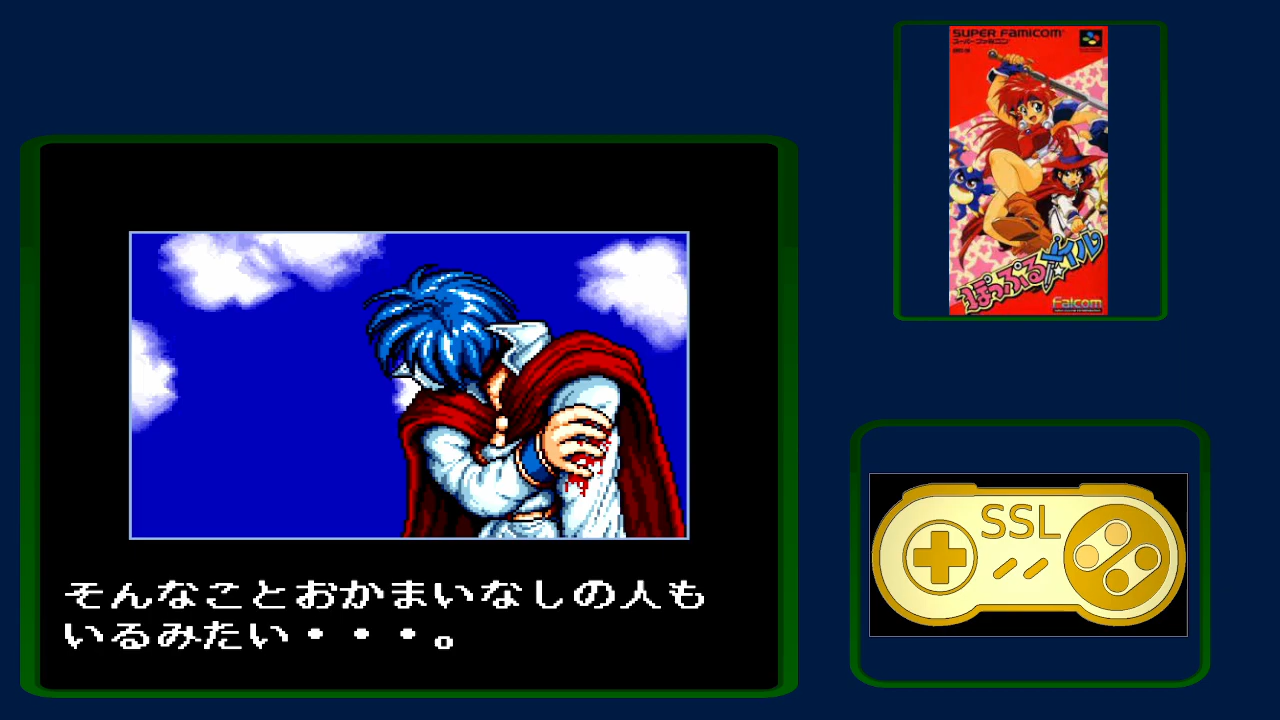 SUPER FAMICOM
スーパーファミコン
ぽっぷるメイル
Falcom
そんなことおかまいなしの人も
いるみたい・・・。
SSL